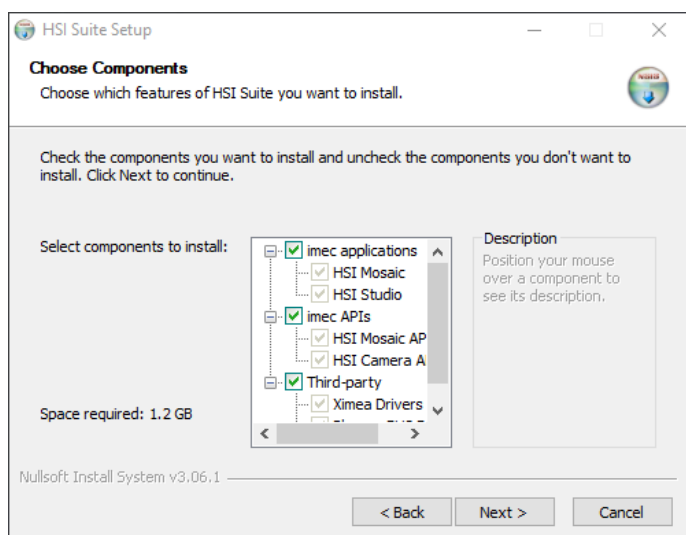 HSI Suite Setup
Choose Components
Choose which features of HSI Suite you want to install.
Check the components you want to install and uncheck the components you don't want to
install. Click Next to continue.
Select components to install:
imec applications
HSI Mosaic
HSI Studio
imec APIs
HSI Mosaic AP
HSI Camera A
Third-party
Ximea Drivers
Description
Position your mouse
over a component to
see its description.
Space required: 1.2 GB
Nullsoft Install System v3.06.1
< Back
Next >
Cancel